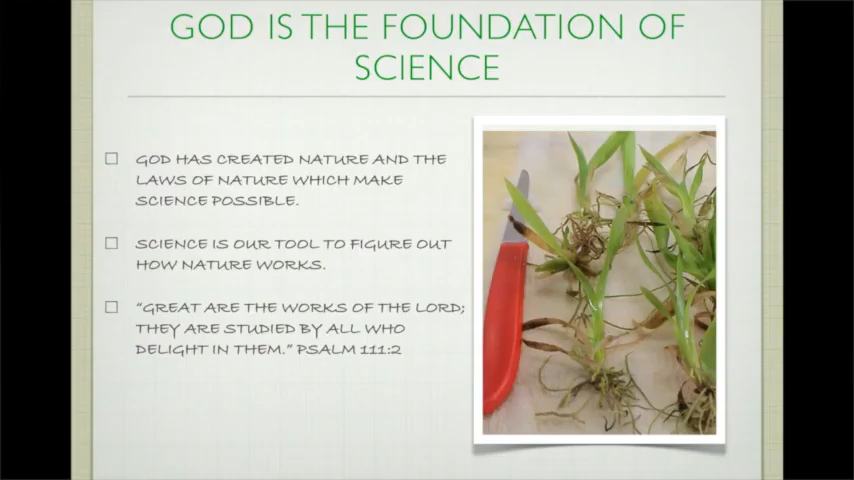 GOD IS THE FOUNDATION OF
SCIENCE
GOD HAS CREATED NATURE AND THE
LAWS OF NATURE WHICH MAKE
SCIENCE POSSIBLE.
SCIENCE IS OUR TOOL TO FIGURE OUT
HOW NATURE WORKS.
“GREAT ARE THE WORKS OF THE LORD;
THEY ARE STUDIED BY ALL WHO
DELIGHT IN THEM.” PSALM 111:2